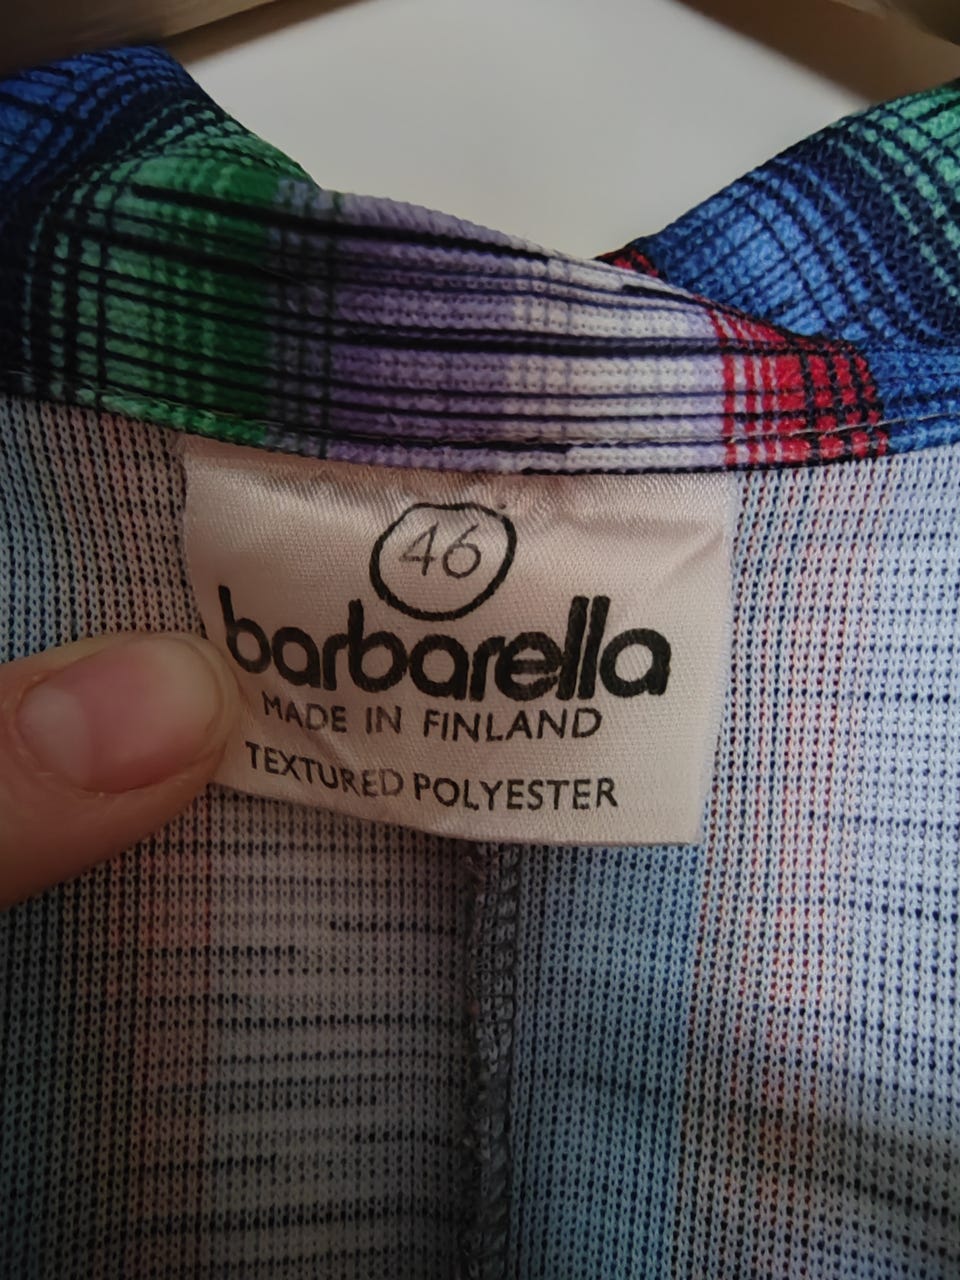 46
barbarella
MADE IN FINLAND
TEXTURED POLYESTER